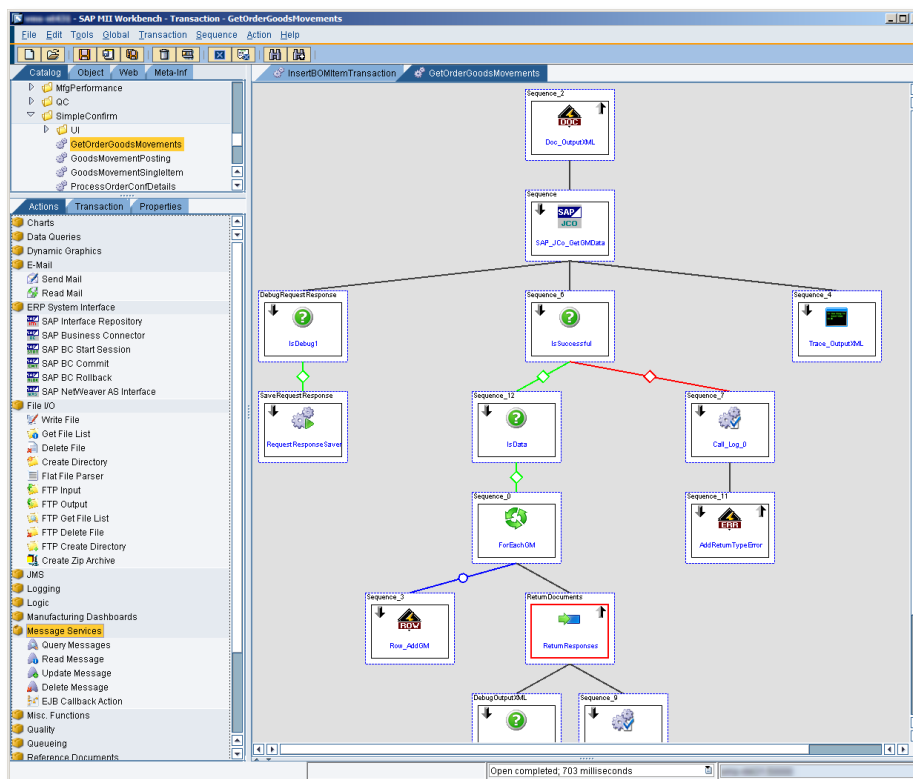 - SAP MII Workbench - Transaction - GetOrderGoodsMovements
File Edit Tools Global Transaction Sequence Action Help
Catalog Object Web Meta-Inf
MfgPerformance
QC
SimpleConfirm
UI
GetOrderGoodsMovements
GoodsMovementPosting
GoodsMovementSingleItem
ProcessOrderConfDetails
Actions Transaction Properties
Charts
Data Queries
Dynamic Graphics
E-Mail
Send Mail
Read Mail
ERP System Interface
SAP Interface Repository
SAP Business Connector
SAP BC Start Session
SAP BC Commit
SAP BC Rollback
SAP NetWeaver AS Interface
File I/O
Write File
Get File List
Delete File
Create Directory
Flat File Parser
FTP Input
FTP Output
FTP Get File List
FTP Delete File
FTP Create Directory
Create Zip Archive
JMS
Logging
Logic
Manufacturing Dashboards
Message Services
Query Messages
Read Message
Update Message
Delete Message
EJB Callback Action
Misc. Functions
Quality
Queueing
Reference Documents
InsertBOMItemTransaction GetOrderGoodsMovements
Sequence_2
DOC
Doc_OutputXML
Sequence
SAP
JCO
SAP_JCo_GetGMData
DebugRequestResponse
IsDebug1
Sequence_6
IsSuccessful
Sequence_4
Trace_OutputXML
SaveRequestResponse
RequestResponseSaver
Sequence_12
IsData
Sequence_7
Call_Log_0
Sequence_0
ForEachGM
Sequence_11
ERR
AddReturnTypeError
Sequence_3
ROW
Row_AddGM
ReturnDocuments
ReturnResponses
DebugOutputXML
Sequence_9
Open completed; 703 milliseconds